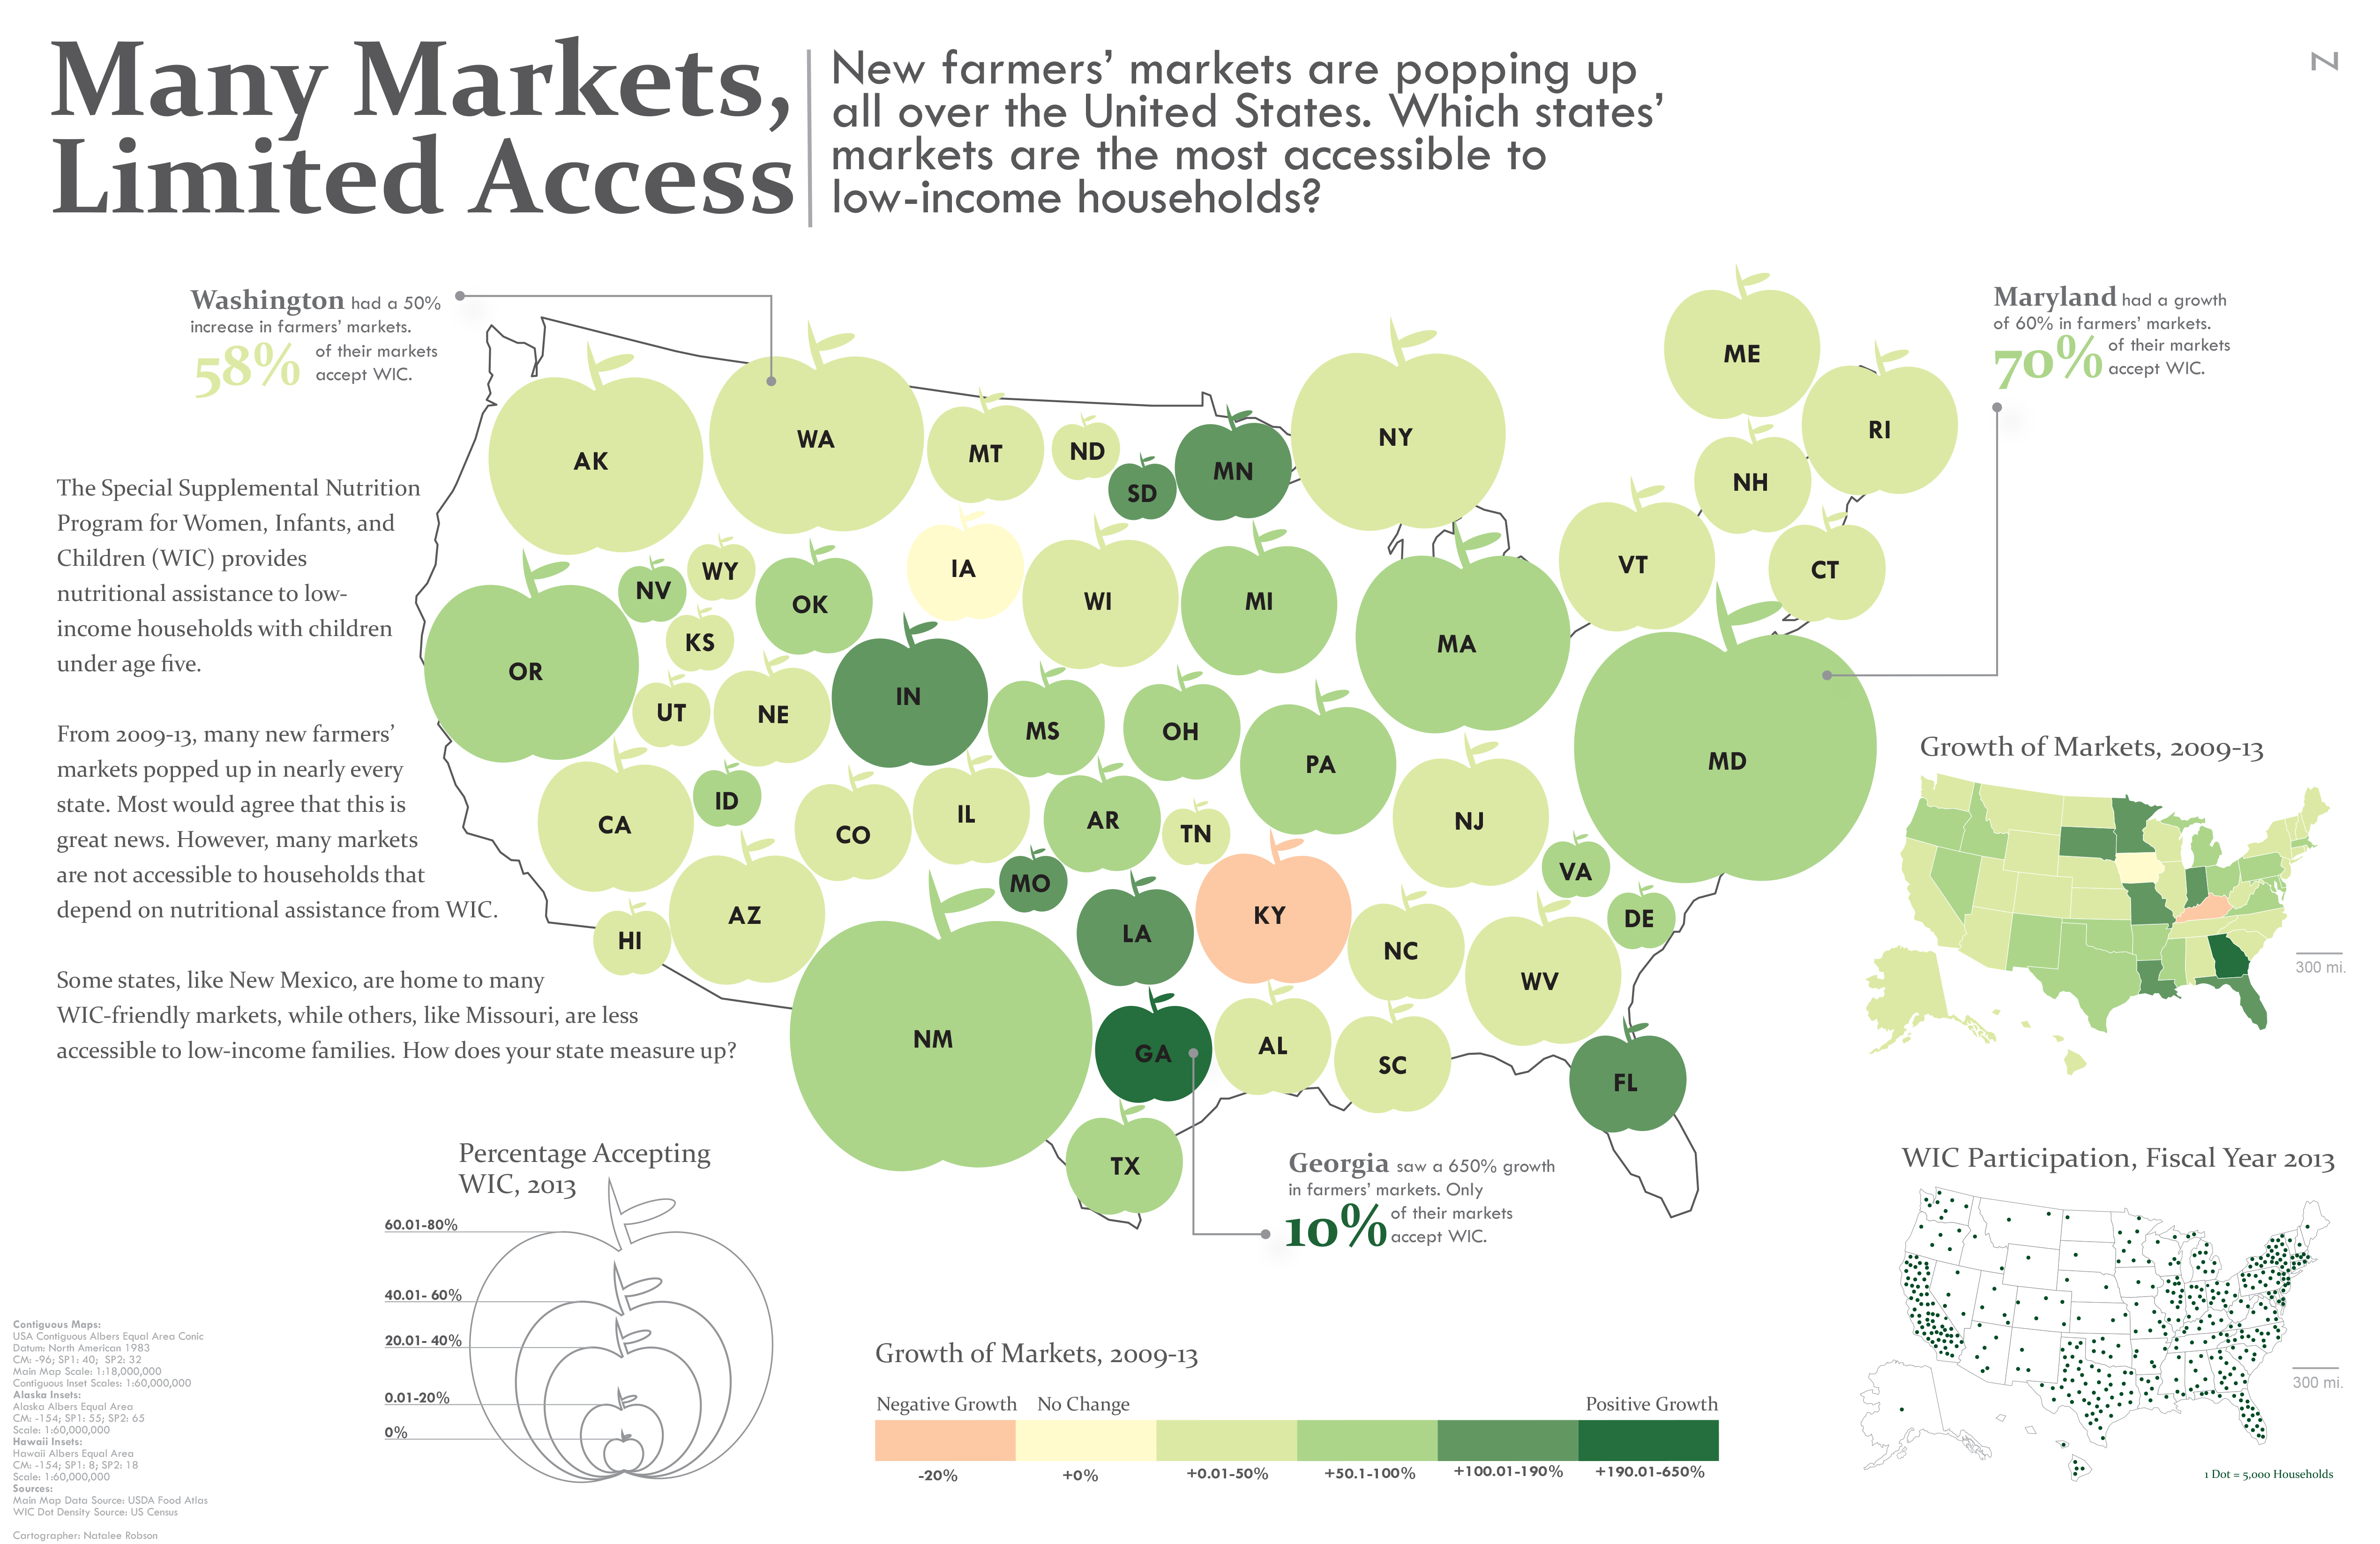 Many Markets,
Limited Access
New farmers' markets are popping up
all over the United States. Which states'
markets are the most accessible to
low-income households?
Z
Washington had a 50%
increase in farmers' markets.
58% of their markets
accept WIC.
Maryland had a growth
of 60% in farmers' markets.
70% of their markets
accept WIC.
The Special Supplemental Nutrition
Program for Women, Infants, and
Children (WIC) provides
nutritional assistance to low-
income households with children
under age five.
From 2009-13, many new farmers'
markets popped up in nearly every
state. Most would agree that this is
great news. However, many markets
are not accessible to households that
depend on nutritional assistance from WIC.
Some states, like New Mexico, are home to many
WIC-friendly markets, while others, like Missouri, are less
accessible to low-income families. How does your state measure up?
AK
WA
MT
ND
SD
MN
NY
ME
RI
NH
VT
CT
NV
WY
OK
IA
WI
MI
MA
KS
OR
UT
NE
IN
MS
OH
PA
MD
CA
ID
CO
IL
AR
TN
NJ
HI
AZ
MO
LA
KY
NC
VA
DE
WV
NM
GA
AL
SC
FL
TX
Georgia saw a 650% growth
in farmers' markets. Only
10% of their markets
accept WIC.
Growth of Markets, 2009-13
300 mi.
WIC Participation, Fiscal Year 2013
300 mi.
1 Dot = 5,000 Households
Percentage Accepting
WIC, 2013
60.01-80%
40.01- 60%
20.01- 40%
0.01-20%
0%
Growth of Markets, 2009-13
Negative Growth No Change Positive Growth
-20% +0% +0.01-50% +50.1-100% +100.01-190% +190.01-650%
Contiguous Maps:
USA Contiguous Albers Equal Area Conic
Datum: North American 1983
CM: -96; SP1: 40; SP2: 32
Main Map Scale: 1:18,000,000
Contiguous Inset Scales: 1:60,000,000
Alaska Insets:
Alaska Albers Equal Area
CM: -154; SP1: 55; SP2: 65
Scale: 1:60,000,000
Hawaii Insets:
Hawaii Albers Equal Area
CM: -154; SP1: 8; SP2: 18
Scale: 1:60,000,000
Sources:
Main Map Data Source: USDA Food Atlas
WIC Dot Density Source: US Census
Cartographer: Natalee Robson